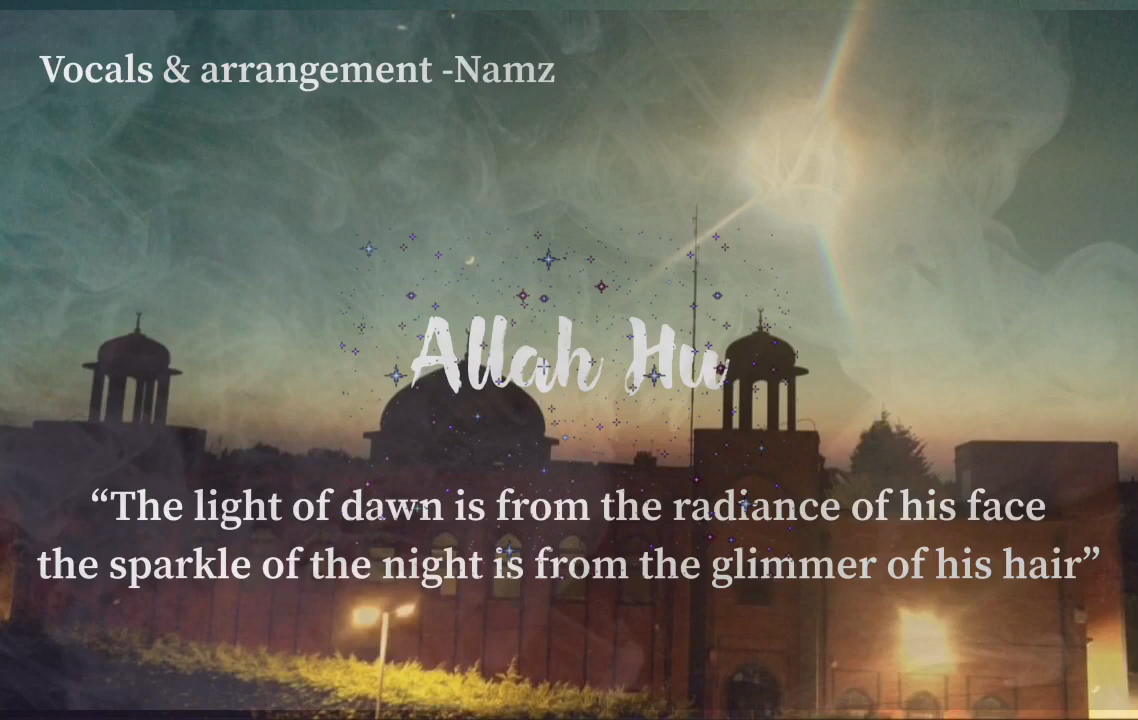 Vocals & arrangement -Namz
Allah Hu
“The light of dawn is from the radiance of his face
the sparkle of the night is from the glimmer of his hair”